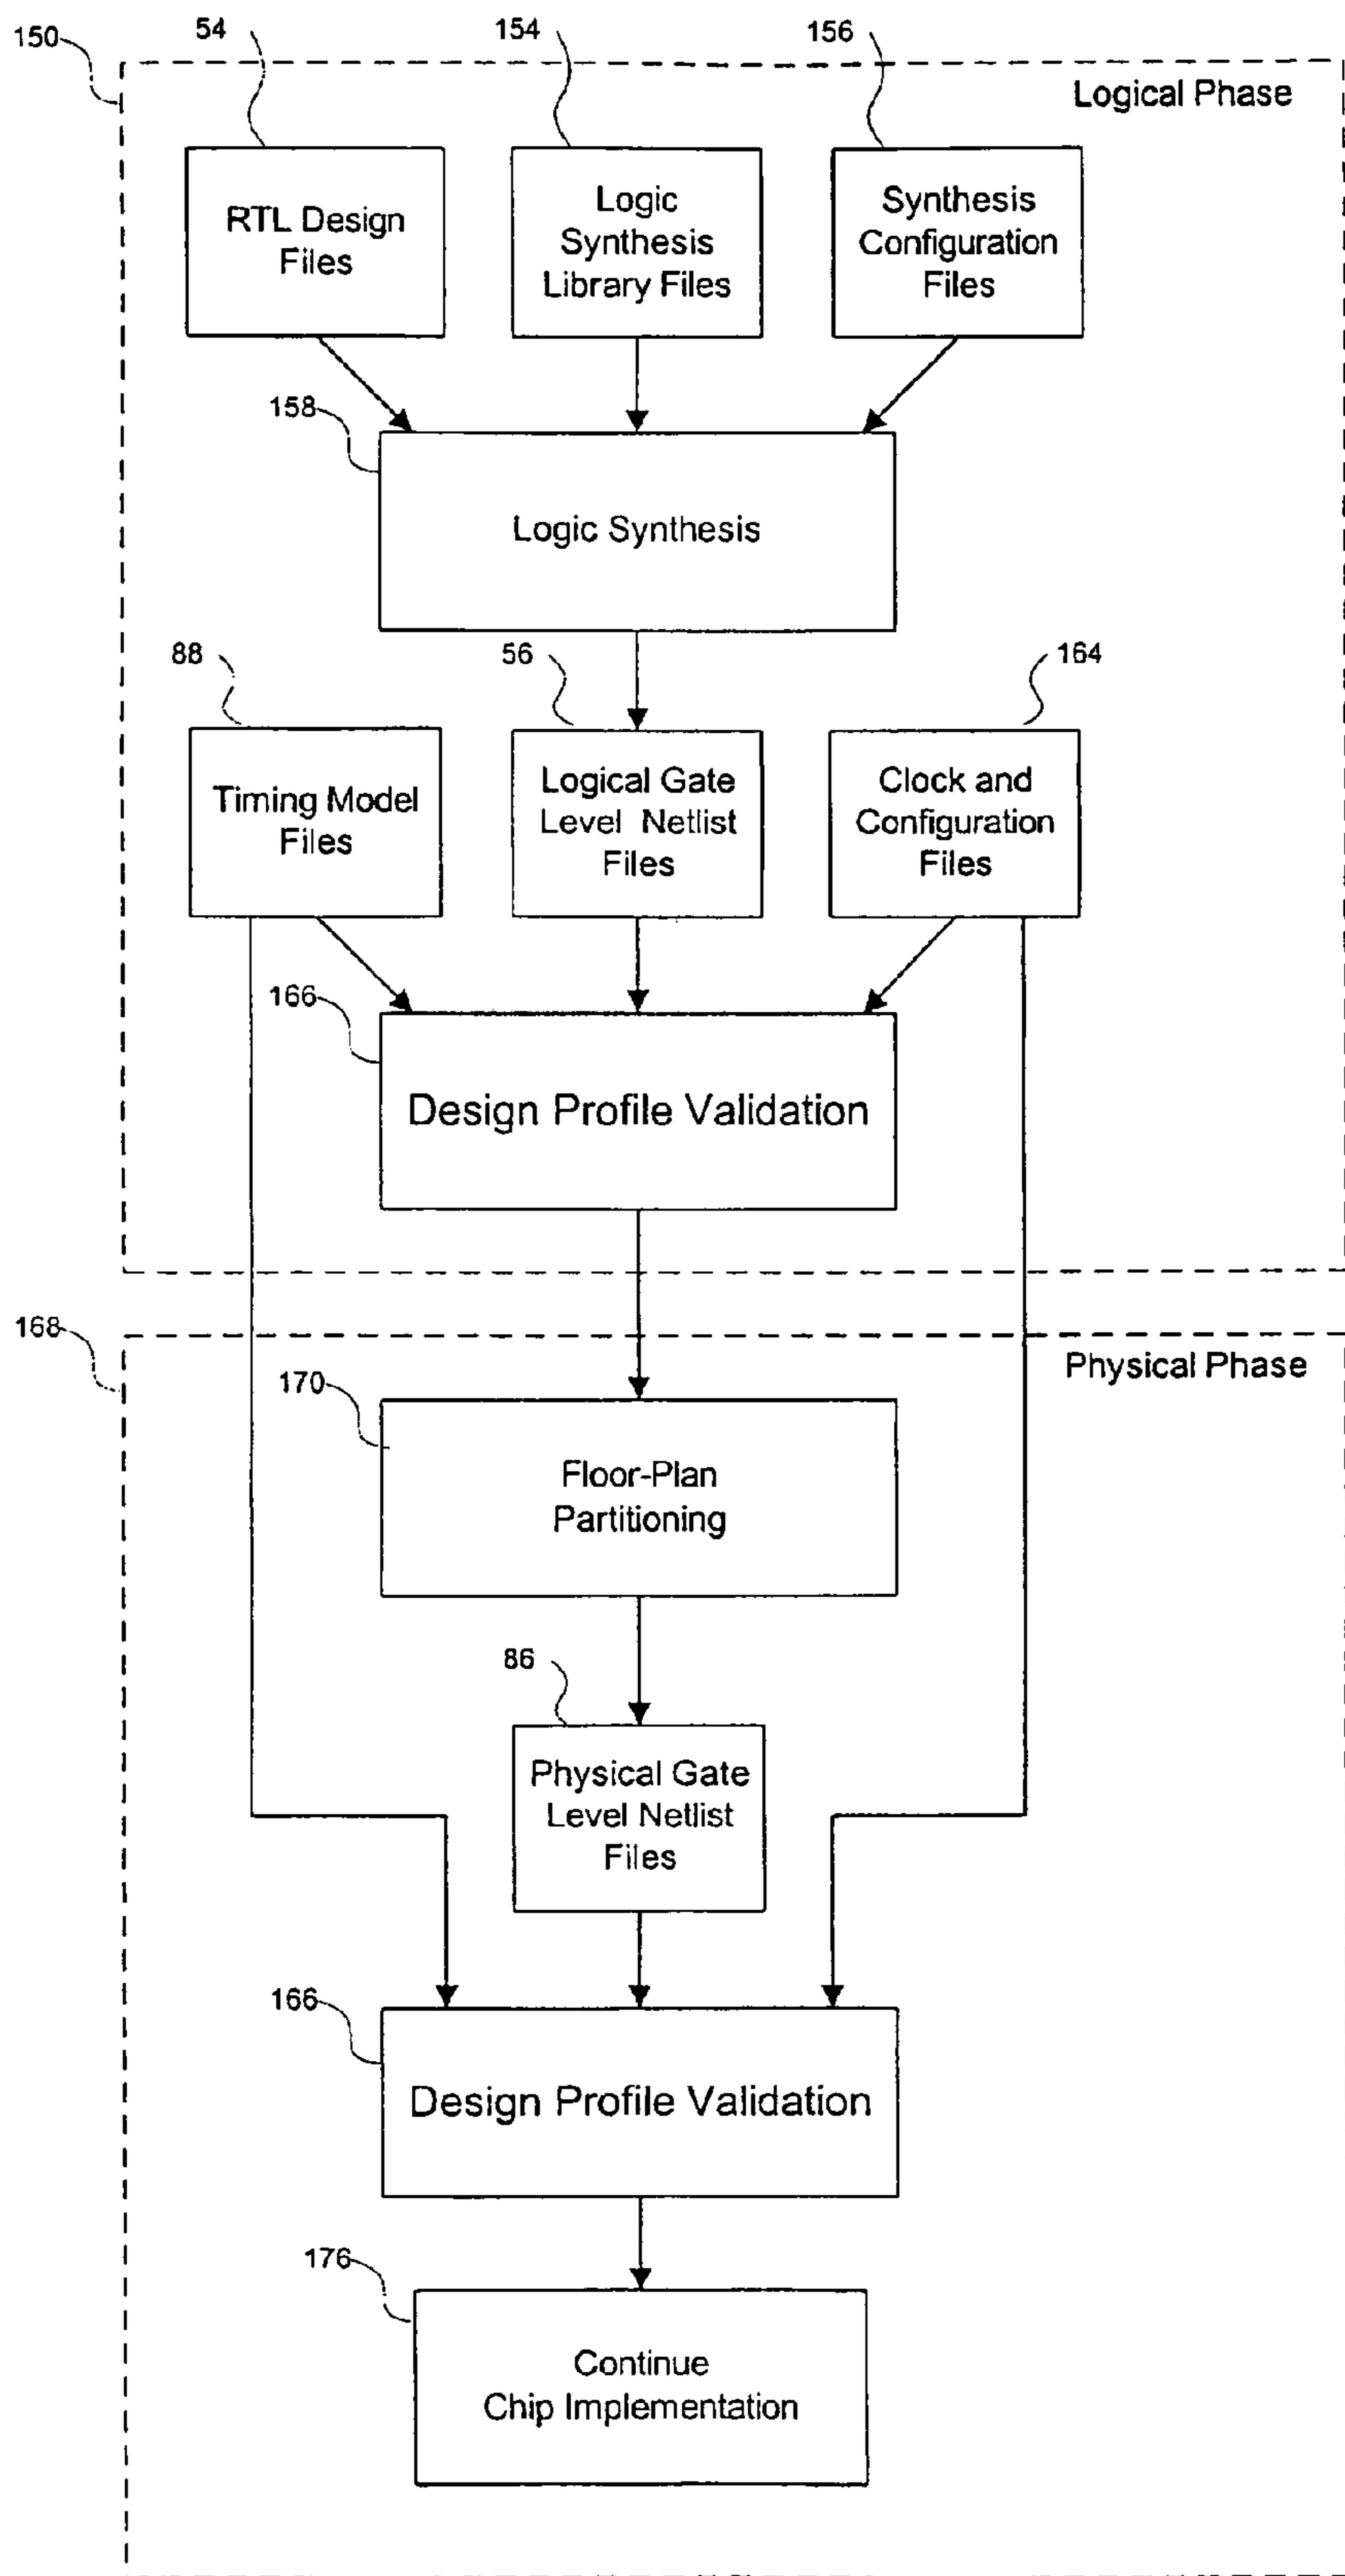 150
54
154
156
Logical Phase
RTL Design
Files
Logic
Synthesis
Library Files
Synthesis
Configuration
Files
158
Logic Synthesis
88
56
164
Timing Model
Files
Logical Gate
Level Netlist
Files
Clock and
Configuration
Files
166
Design Profile Validation
168
Physical Phase
170
Floor-Plan
Partitioning
86
Physical Gate
Level Netlist
Files
166
Design Profile Validation
176
Continue
Chip Implementation